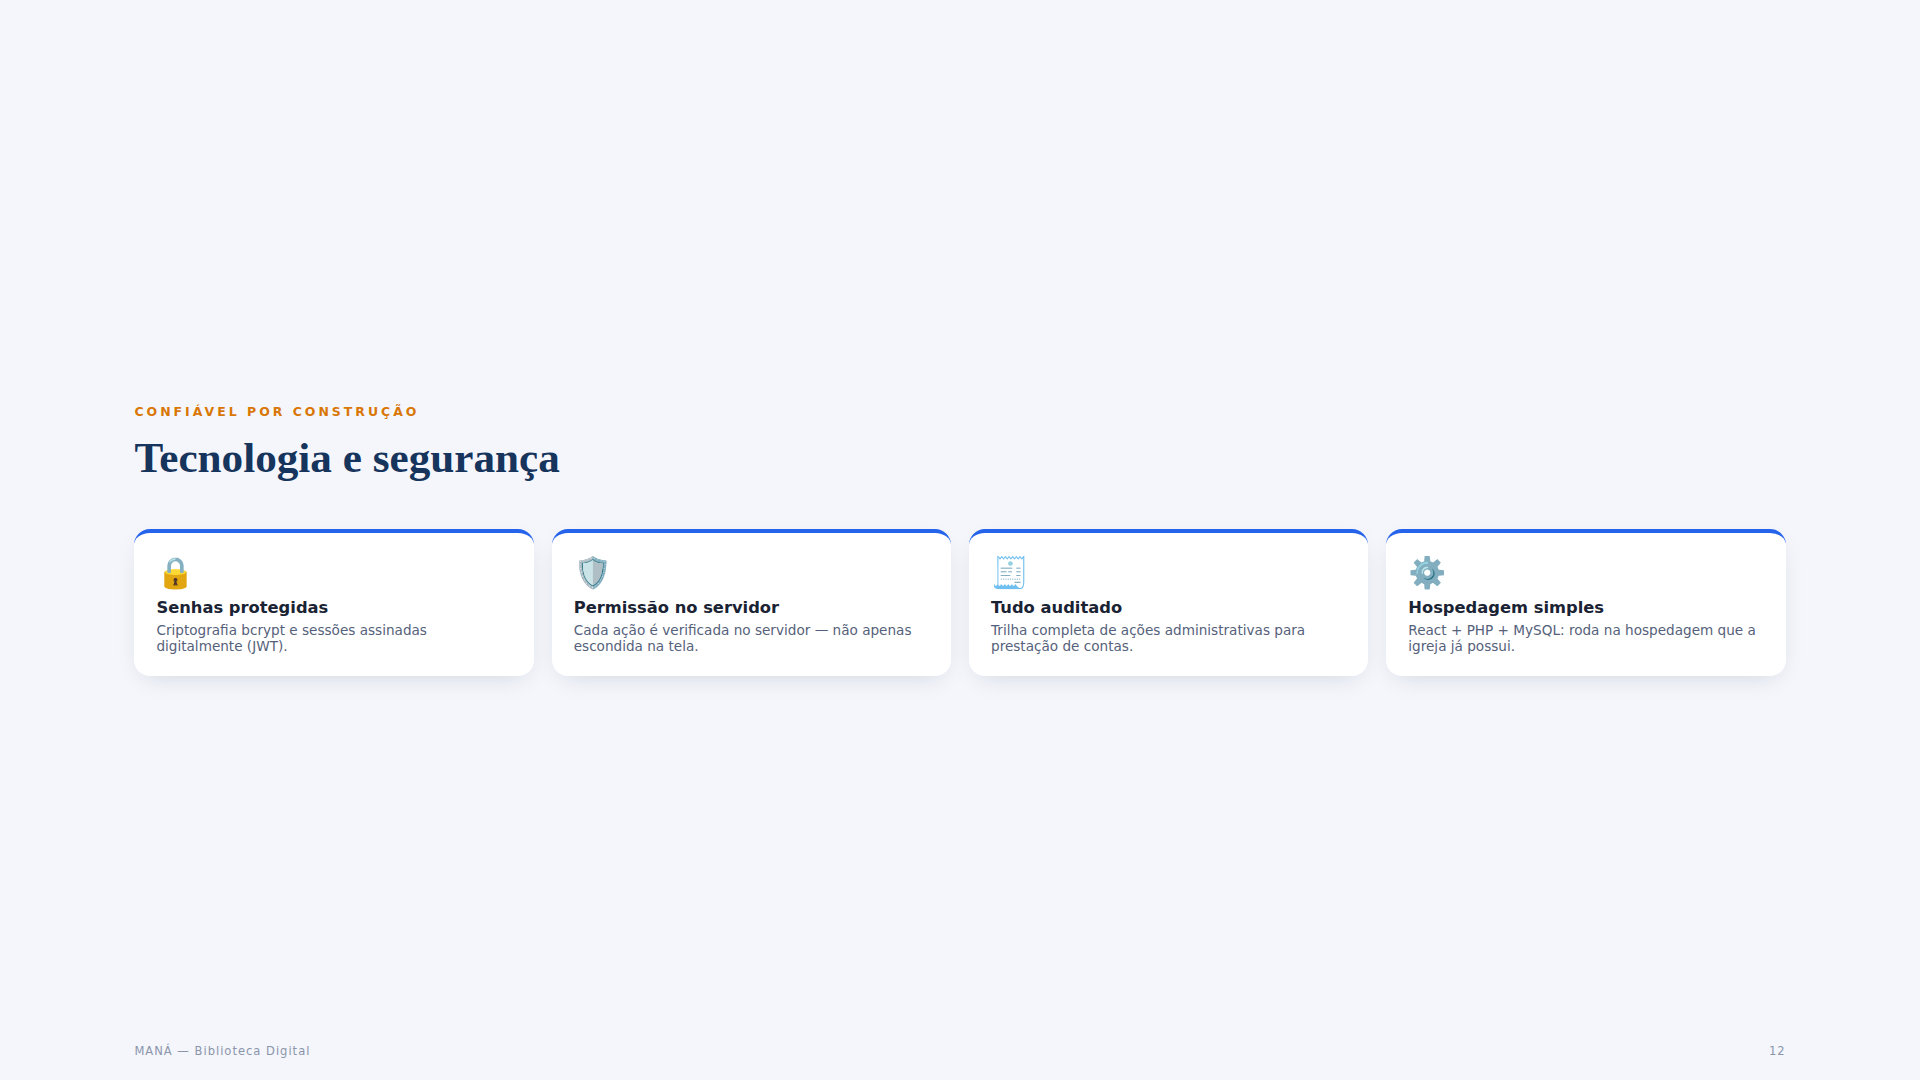 CONFIÁVEL POR CONSTRUÇÃO
Tecnologia e segurança
Senhas protegidas
Criptografia bcrypt e sessões assinadas
digitalmente (JWT).
Permissão no servidor
Cada ação é verificada no servidor — não apenas
escondida na tela.
Tudo auditado
Trilha completa de ações administrativas para
prestação de contas.
Hospedagem simples
React + PHP + MySQL: roda na hospedagem que a
igreja já possui.
MANÁ — Biblioteca Digital
12